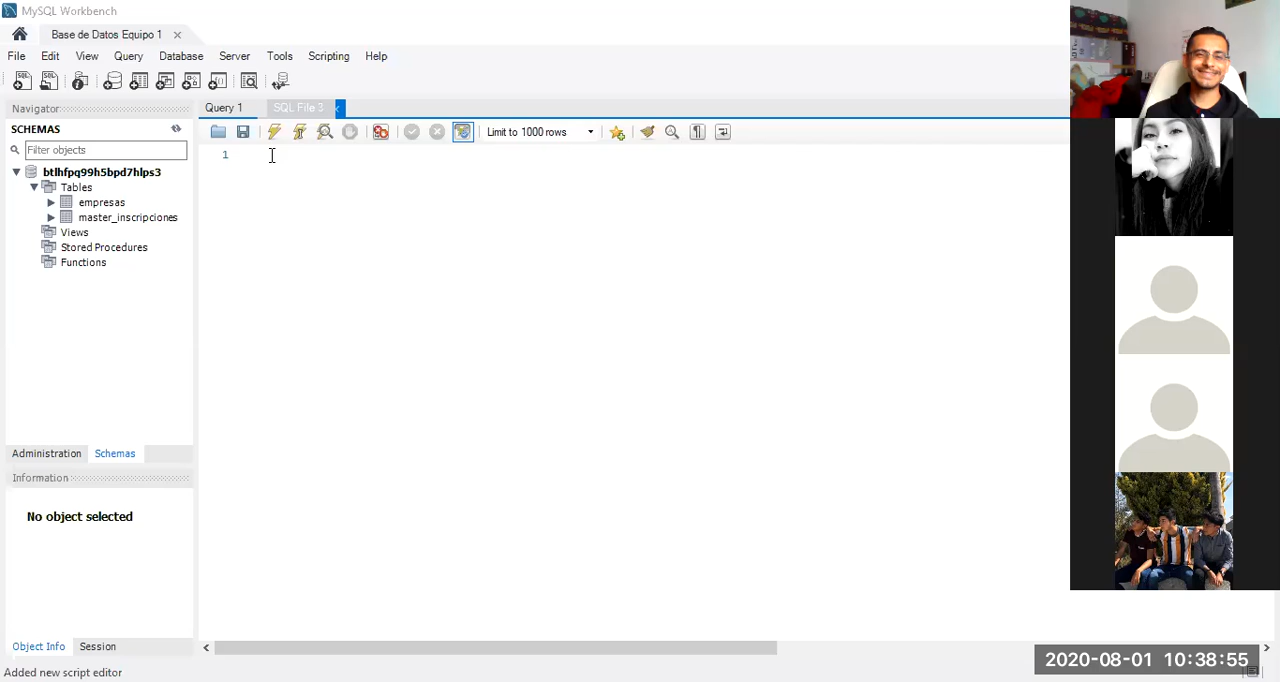 MySQL Workbench
Base de Datos Equipo 1
File Edit View Query Database Server Tools Scripting Help
Navigator
Query 1 SQL File 3
SCHEMAS
Limit to 1000 rows
Filter objects
1
btlhfpq99h5bpd7hlps3
Tables
empresas
master_inscripciones
Views
Stored Procedures
Functions
Administration Schemas
Information
No object selected
Object Info Session
2020-08-01 10:38:55
Added new script editor